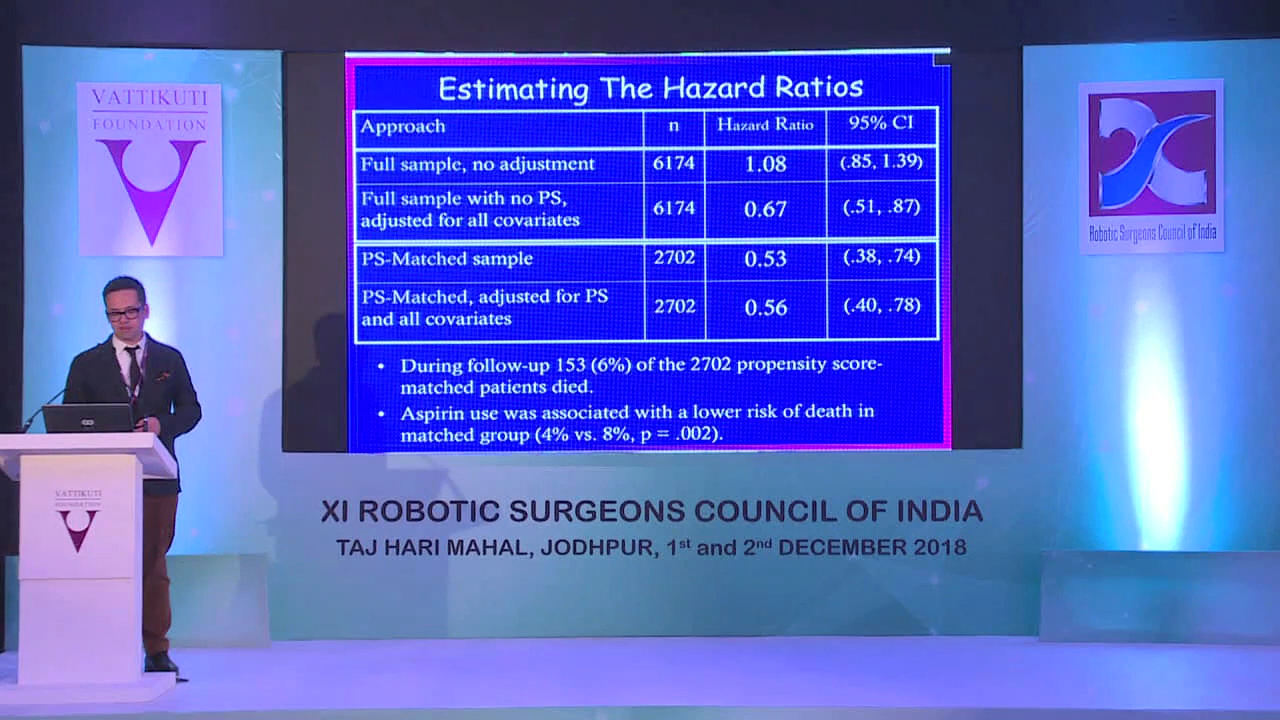 VATTIKUTI
FOUNDATION
Estimating The Hazard Ratios
Approach n Hazard Ratio 95% CI
Full sample, no adjustment 6174 1.08 (.85, 1.39)
Full sample with no PS,
adjusted for all covariates 6174 0.67 (.51, .87)
PS-Matched sample 2702 0.53 (.38, .74)
PS-Matched, adjusted for PS
and all covariates 2702 0.56 (.40, .78)
• During follow-up 153 (6%) of the 2702 propensity score-
matched patients died.
• Aspirin use was associated with a lower risk of death in
matched group (4% vs. 8%, p = .002).
Robotic Surgeons Council of India
VATTIKUTI
FOUNDATION
XI ROBOTIC SURGEONS COUNCIL OF INDIA
TAJ HARI MAHAL, JODHPUR, 1st and 2nd DECEMBER 2018